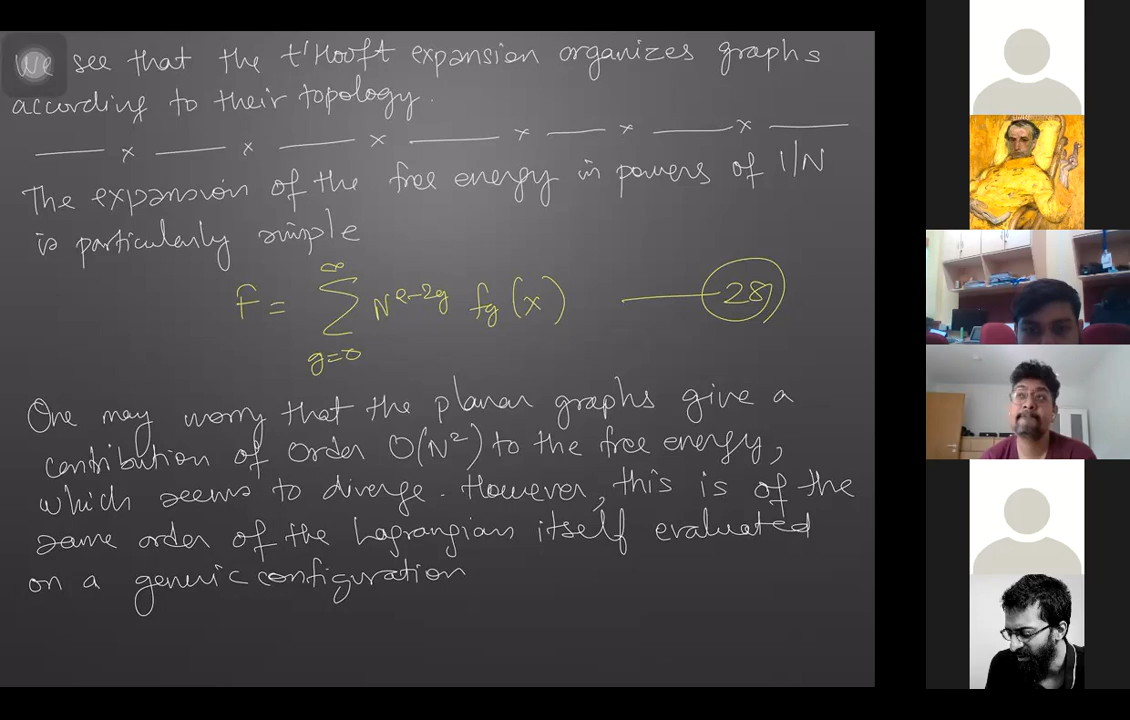 We see that the t'Hooft expansion organizes graphs
according to their topology.
The expansion of the free energy in powers of 1/N
is particularly simple
F = ∞∑g=0 N^2-2g fg(x) — 28
One may worry that the planar graphs give a
contribution of order O(N²) to the free energy,
which seems to diverge. However, this is of the
same order of the Lagrangian itself evaluated
on a generic configuration